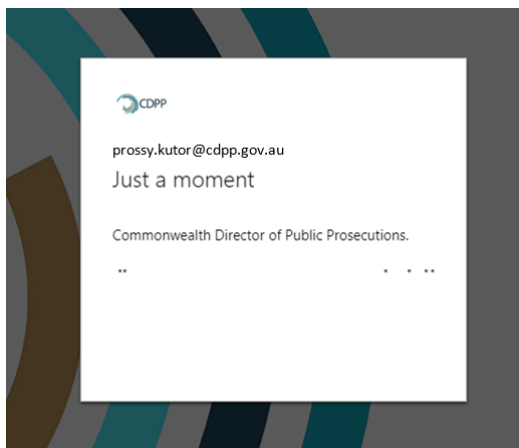 CDPP
prossy.kutor@cdpp.gov.au
Just a moment
Commonwealth Director of Public Prosecutions.